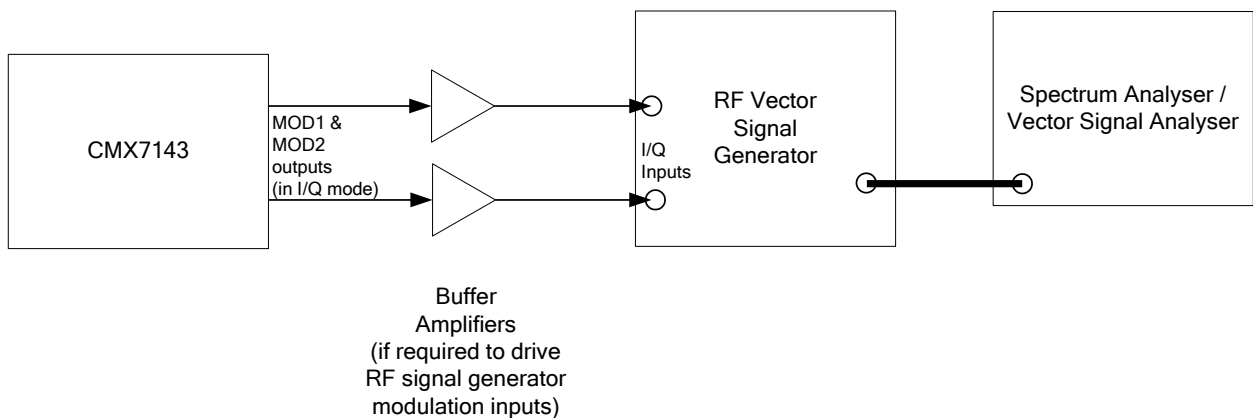 CMX7143
MOD1 &
MOD2
outputs
(in I/Q mode)
Buffer
Amplifiers
(if required to drive
RF signal generator
modulation inputs)
I/Q
Inputs
RF Vector
Signal
Generator
Spectrum Analyser /
Vector Signal Analyser